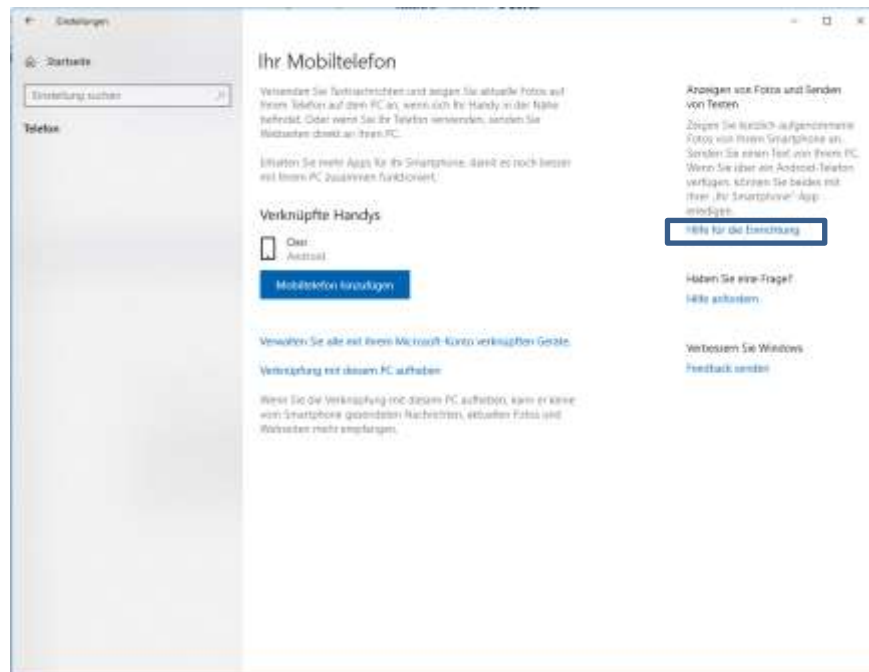 Einstellungen
Startseite
Einstellung suchen
Telefon
Ihr Mobiltelefon
Versenden Sie Textnachrichten und zeigen Sie aktuelle Fotos auf
Ihrem Telefon auf dem PC an, wenn sich Ihr Handy in der Nähe
befindet. Oder wenn Sie Ihr Telefon verwenden, senden Sie
Webseiten direkt an Ihren PC.
Erhalten Sie mehr Apps für Ihr Smartphone, damit es noch besser
mit Ihrem PC zusammen funktioniert.
Verknüpfte Handys
Android
Mobiltelefon hinzufügen
Verwalten Sie alle mit Ihrem Microsoft-Konto verknüpften Geräte.
Verknüpfung mit diesem PC aufheben
Wenn Sie die Verknüpfung mit diesem PC aufheben, kann er keine
vom Smartphone gesendeten Nachrichten, aktuellen Fotos und
Webseiten mehr empfangen.
Anzeigen von Fotos und Senden
von Texten
Zeigen Sie kürzlich aufgenommene
Fotos von Ihrem Smartphone an.
Senden Sie einen Text von Ihrem PC.
Wenn Sie über ein Android-Telefon
verfügen, können Sie beides mit
Ihrer „Ihr Smartphone"-App
erledigen.
Hilfe für die Einrichtung
Haben Sie eine Frage?
Hilfe anfordern
Verbessern Sie Windows
Feedback senden